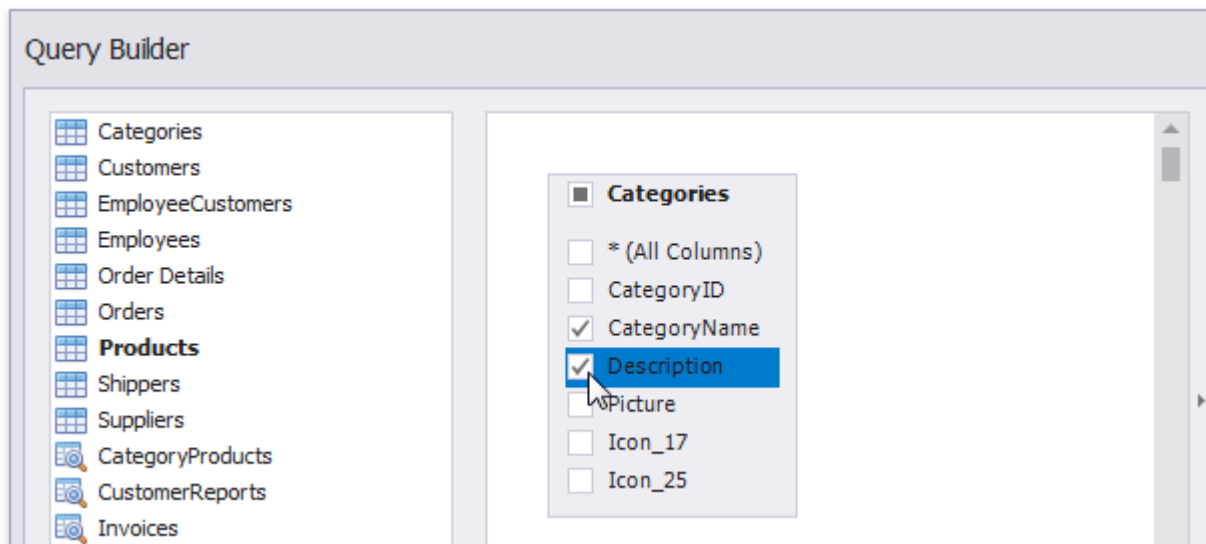 Query Builder
Categories
Customers
EmployeeCustomers
Employees
Order Details
Orders
Products
Shippers
Suppliers
CategoryProducts
CustomerReports
Invoices
Categories
* (All Columns)
CategoryID
CategoryName
Description
Picture
Icon_17
Icon_25